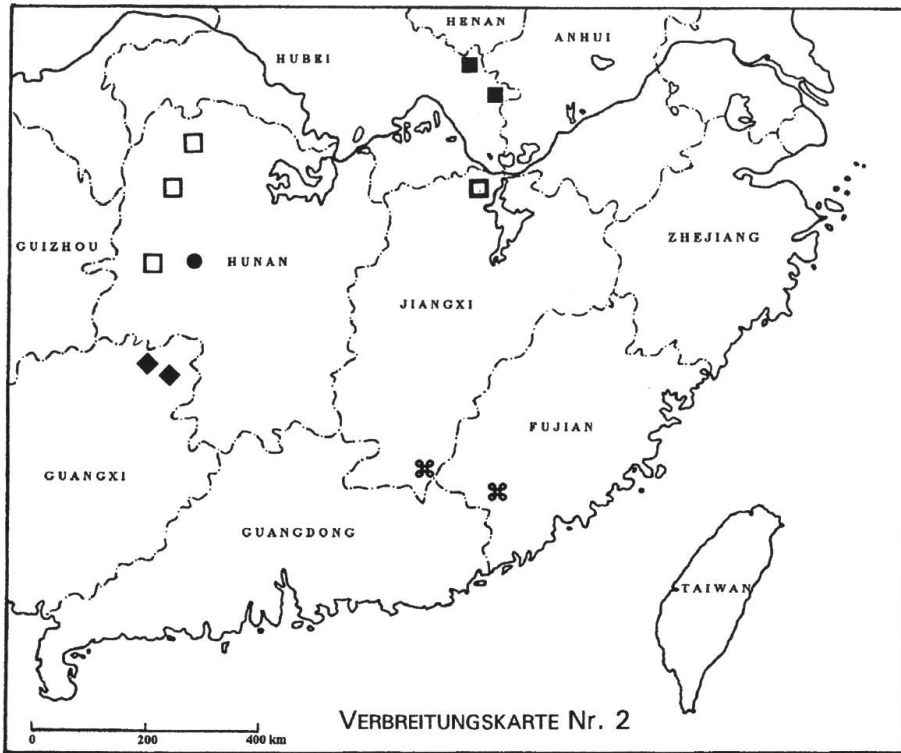 HENAN
ANHUI
HUBEI
ZHEJIANG
GUIZHOU
HUNAN
JIANGXI
FUJIAN
GUANGXI
GUANGDONG
TAIWAN
VERBREITUNGSKARTE NR. 2
0 200 400 km